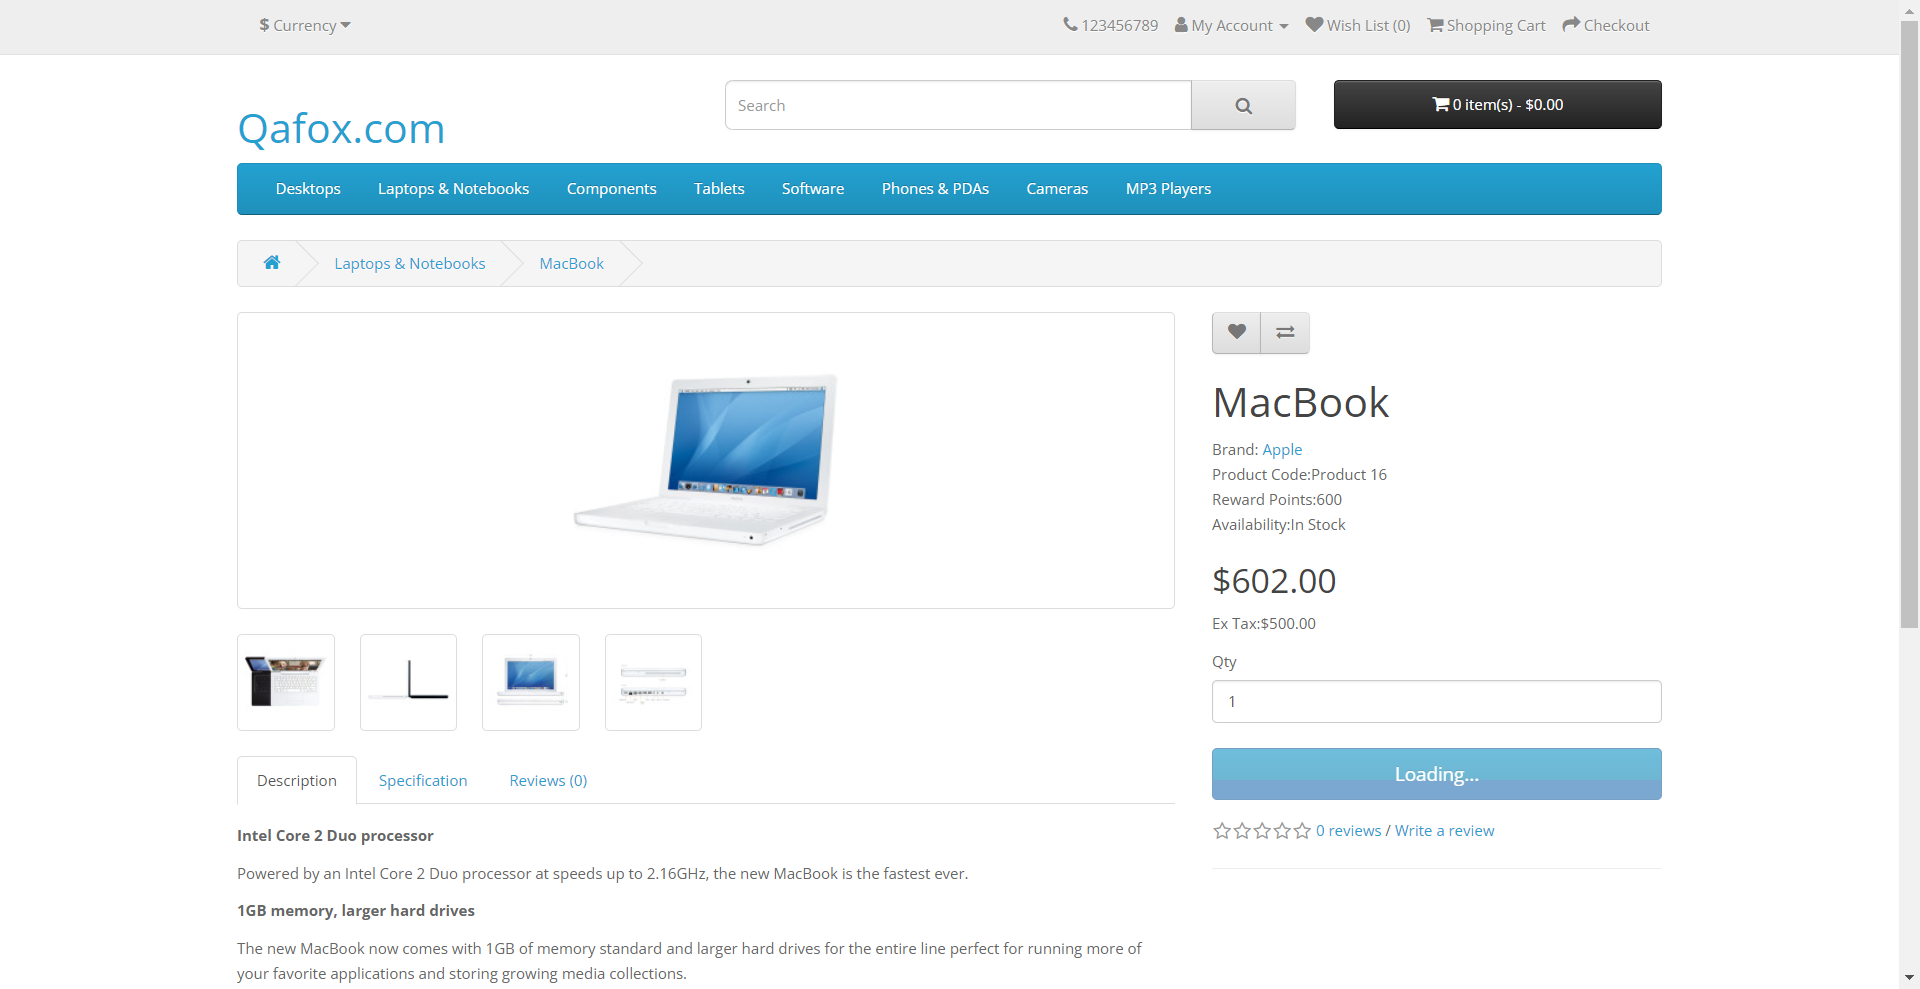 $ Currency
123456789 My Account Wish List (0) Shopping Cart Checkout
Qafox.com
Search
0 item(s) - $0.00
Desktops Laptops & Notebooks Components Tablets Software Phones & PDAs Cameras MP3 Players
Laptops & Notebooks MacBook
MacBook
Brand: Apple
Product Code:Product 16
Reward Points:600
Availability:In Stock
$602.00
Ex Tax:$500.00
Qty
1
Loading...
0 reviews / Write a review
Description Specification Reviews (0)
Intel Core 2 Duo processor
Powered by an Intel Core 2 Duo processor at speeds up to 2.16GHz, the new MacBook is the fastest ever.
1GB memory, larger hard drives
The new MacBook now comes with 1GB of memory standard and larger hard drives for the entire line perfect for running more of
your favorite applications and storing growing media collections.